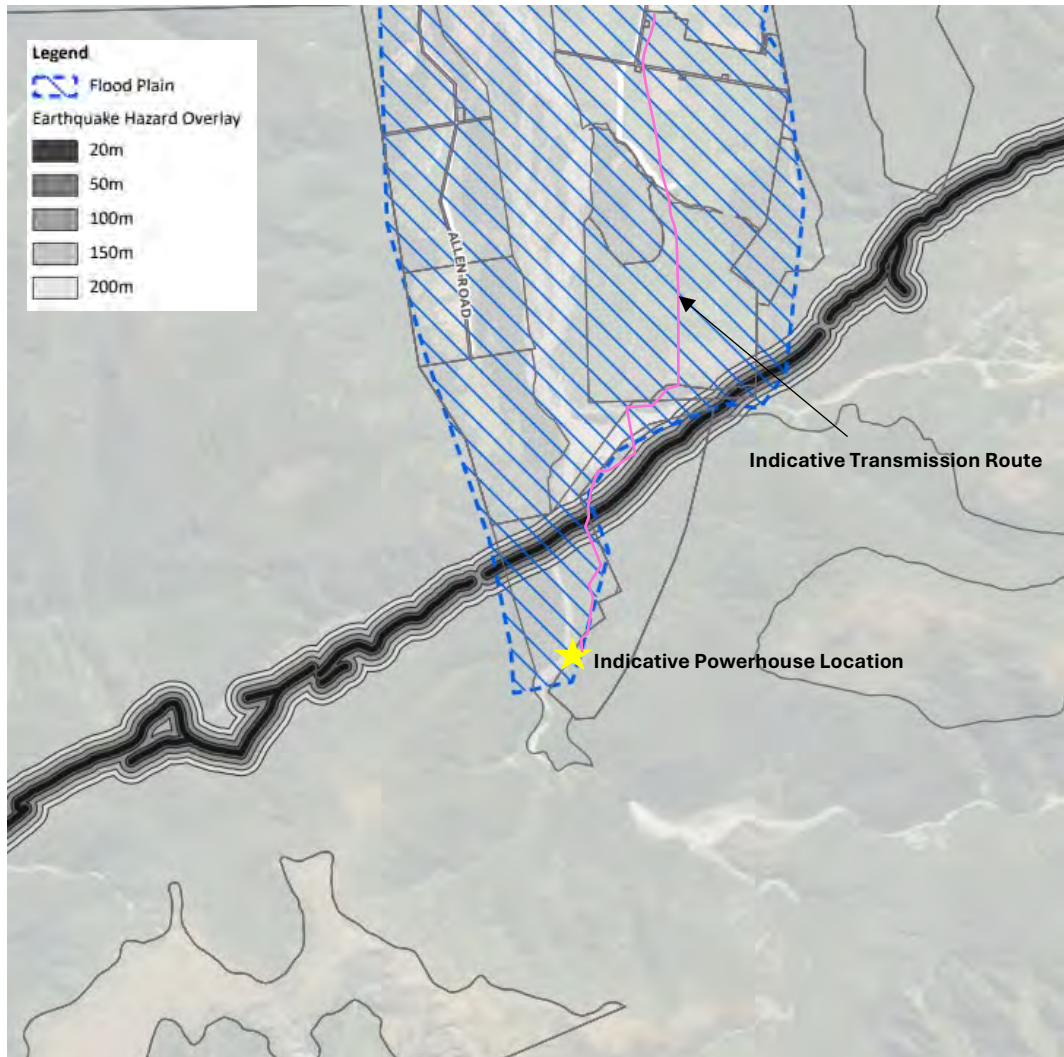 Legend
Flood Plain
Earthquake Hazard Overlay
20m
50m
100m
150m
200m
ALLEN ROAD
Indicative Transmission Route
Indicative Powerhouse Location